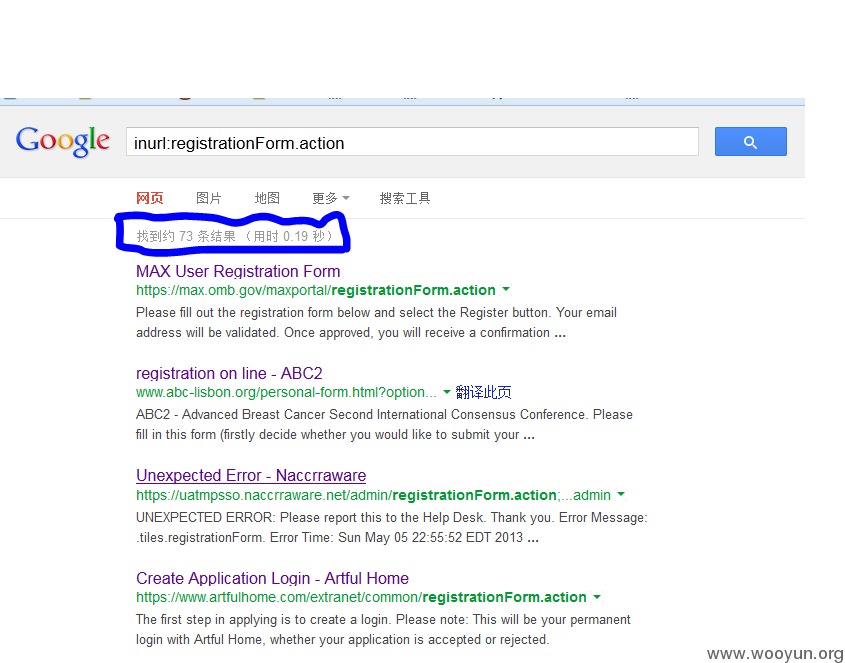 Google
inurl:registrationForm.action
网页 图片 地图 更多 搜索工具
找到约 73 条结果 （用时 0.19 秒）
MAX User Registration Form
https://max.omb.gov/maxportal/registrationForm.action
Please fill out the registration form below and select the Register button. Your email
address will be validated. Once approved, you will receive a confirmation ...
registration on line - ABC2
www.abc-lisbon.org/personal-form.html?option... 翻译此页
ABC2 - Advanced Breast Cancer Second International Consensus Conference. Please
fill in this form (firstly decide whether you would like to submit your ...
Unexpected Error - Naccrraware
https://uatmpsso.naccrraware.net/admin/registrationForm.action;...admin
UNEXPECTED ERROR: Please report this to the Help Desk. Thank you. Error Message:
.tiles.registrationForm. Error Time: Sun May 05 22:55:52 EDT 2013 ...
Create Application Login - Artful Home
https://www.artfulhome.com/extranet/common/registrationForm.action
The first step in applying is to create a login. Please note: This will be your permanent
login with Artful Home, whether your application is accepted or rejected.
www.wooyun.org